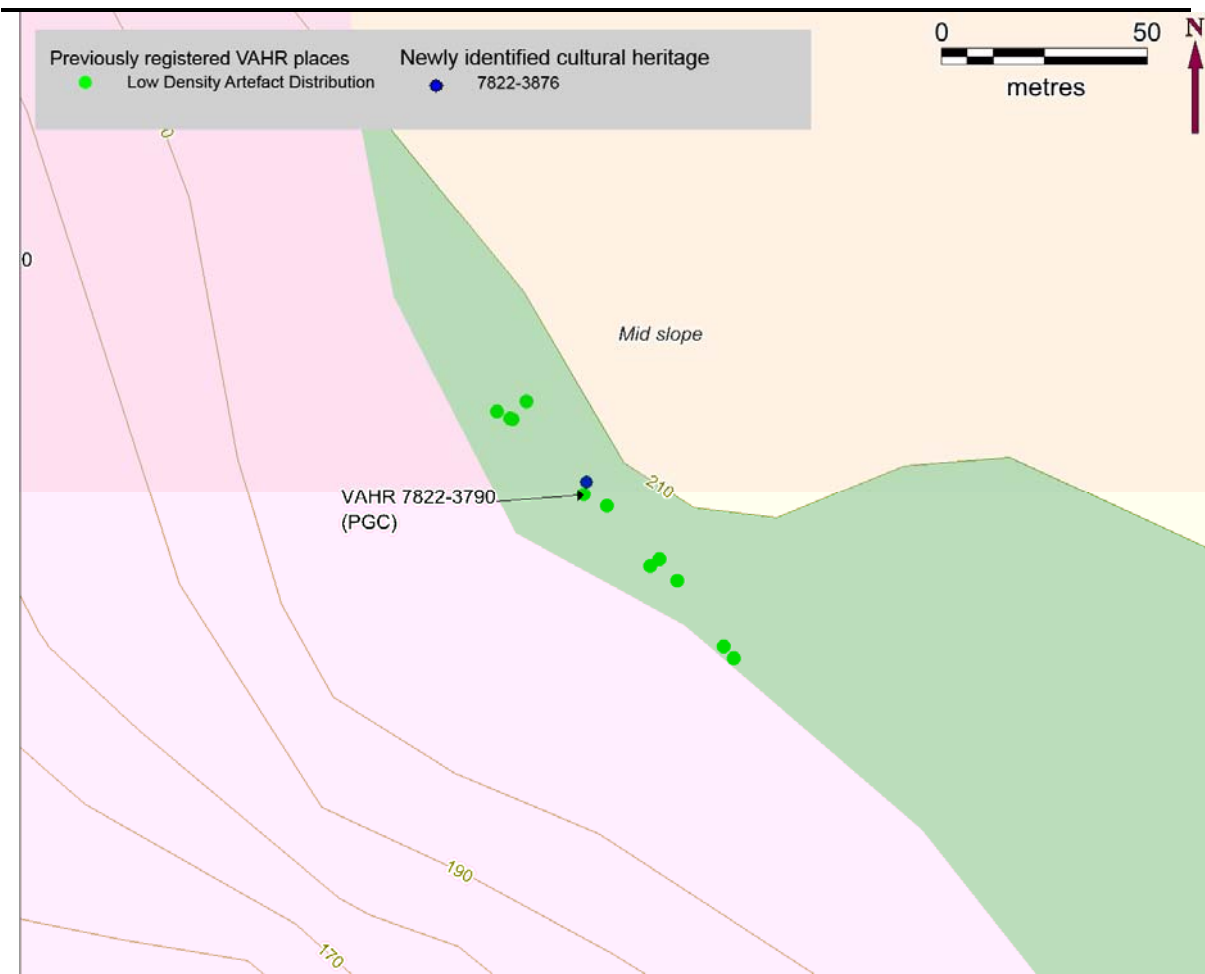 Previously registered VAHR places
Low Density Artefact Distribution
Newly identified cultural heritage
7822-3876
0 50
metres
N
0
0
Mid slope
210
VAHR 7822-3790
(PGC)
190
170